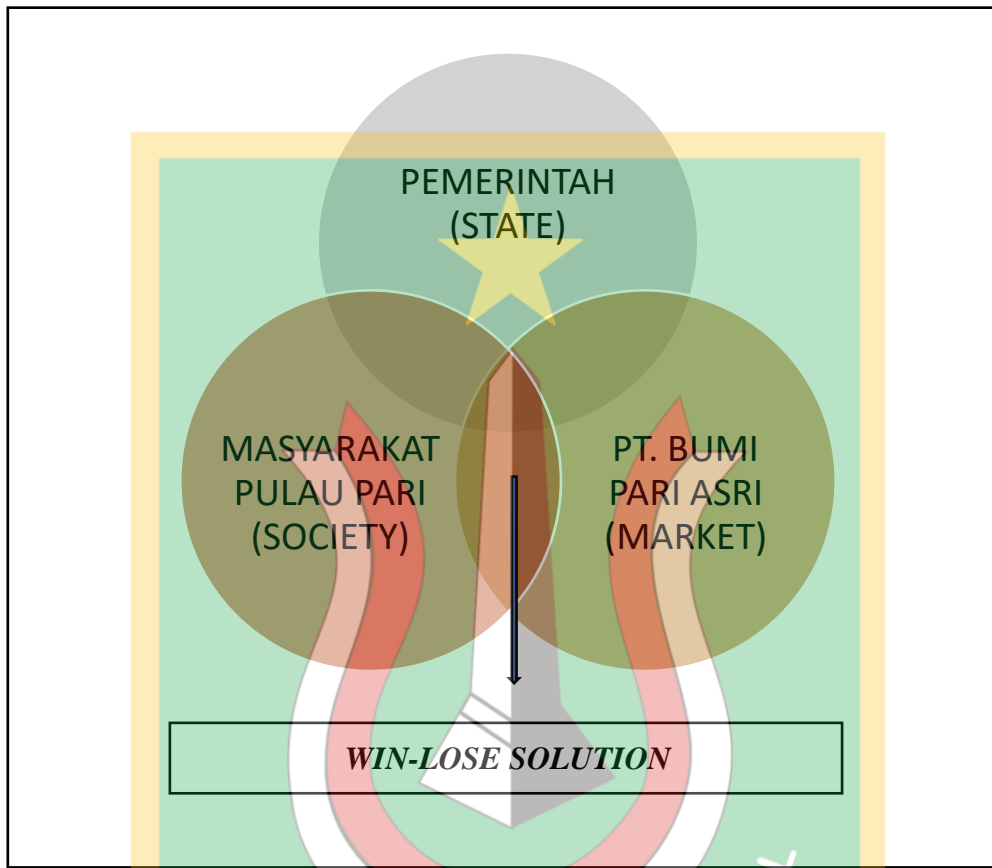 PEMERINTAH
(STATE)
MASYARAKAT
PULAU PARI
(SOCIETY)
PT. BUMI
PARI ASRI
(MARKET)
WIN-LOSE SOLUTION